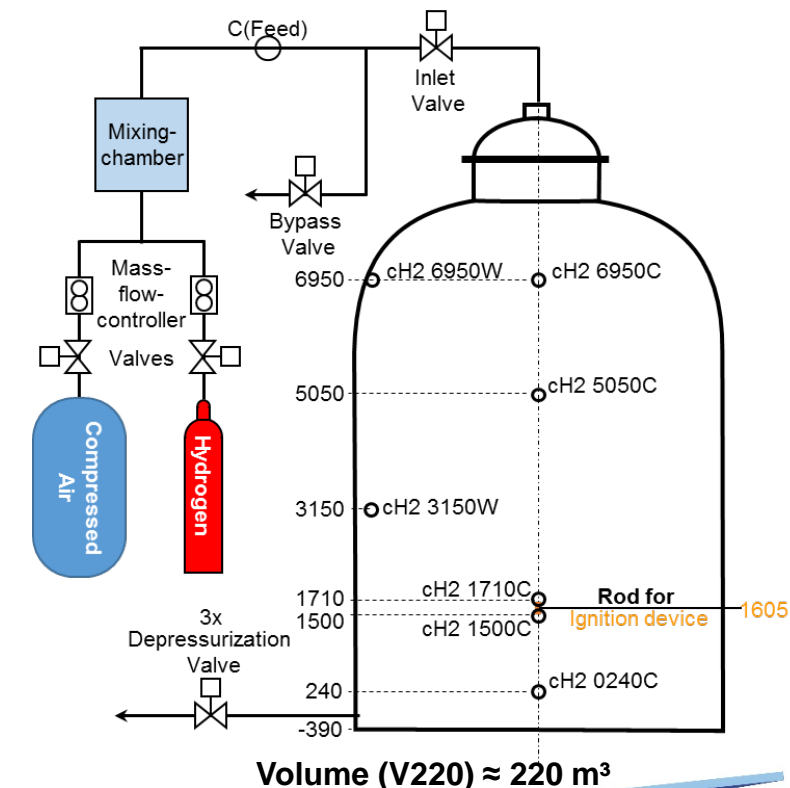 C(Feed)
Inlet
Valve
Mixing-
chamber
Bypass
Valve
Mass-
flow-
controller
Valves
Compressed
Air
Hydrogen
6950
cH2 6950W
cH2 6950C
5050
cH2 5050C
3150
cH2 3150W
1710
cH2 1710C
Rod for
Ignition device
1605
1500
cH2 1500C
3x
Depressurization
Valve
240
cH2 0240C
-390
Volume (V220) ≈ 220 m³